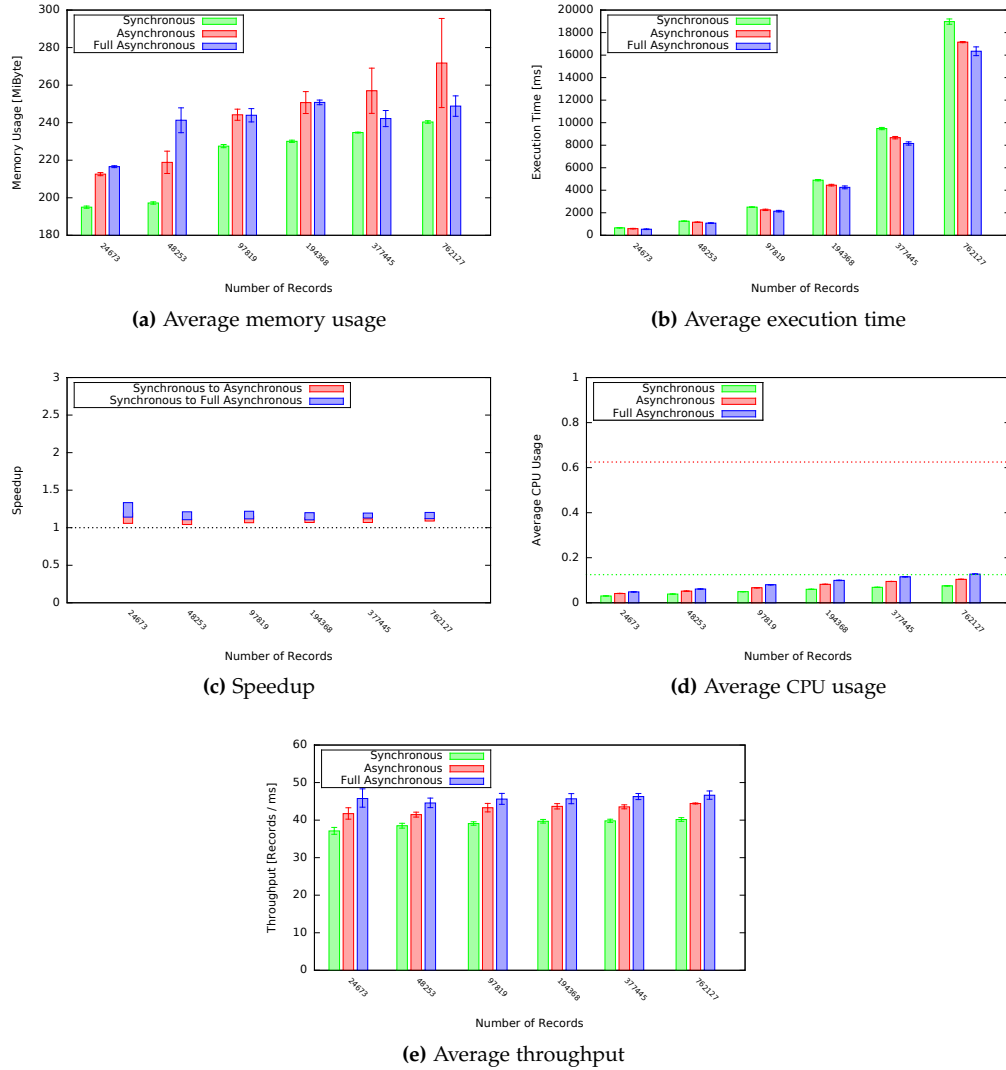 300
280
260
240
220
200
180
Memory Usage [MiByte]
Synchronous
Asynchronous
Full Asynchronous
24673
48253
97819
194368
377445
762127
Number of Records
(a) Average memory usage
20000
18000
16000
14000
12000
10000
8000
6000
4000
2000
0
Execution Time [ms]
Synchronous
Asynchronous
Full Asynchronous
24673
48253
97819
194368
377445
762127
Number of Records
(b) Average execution time
3
2.5
2
1.5
1
0.5
0
Speedup
Synchronous to Asynchronous
Synchronous to Full Asynchronous
24673
48253
97819
194368
377445
762127
Number of Records
(c) Speedup
1
0.8
0.6
0.4
0.2
0
Average CPU Usage
Synchronous
Asynchronous
Full Asynchronous
24673
48253
97819
194368
377445
762127
Number of Records
(d) Average CPU usage
60
50
40
30
20
10
0
Throughput [Records / ms]
Synchronous
Asynchronous
Full Asynchronous
24673
48253
97819
194368
377445
762127
Number of Records
(e) Average throughput